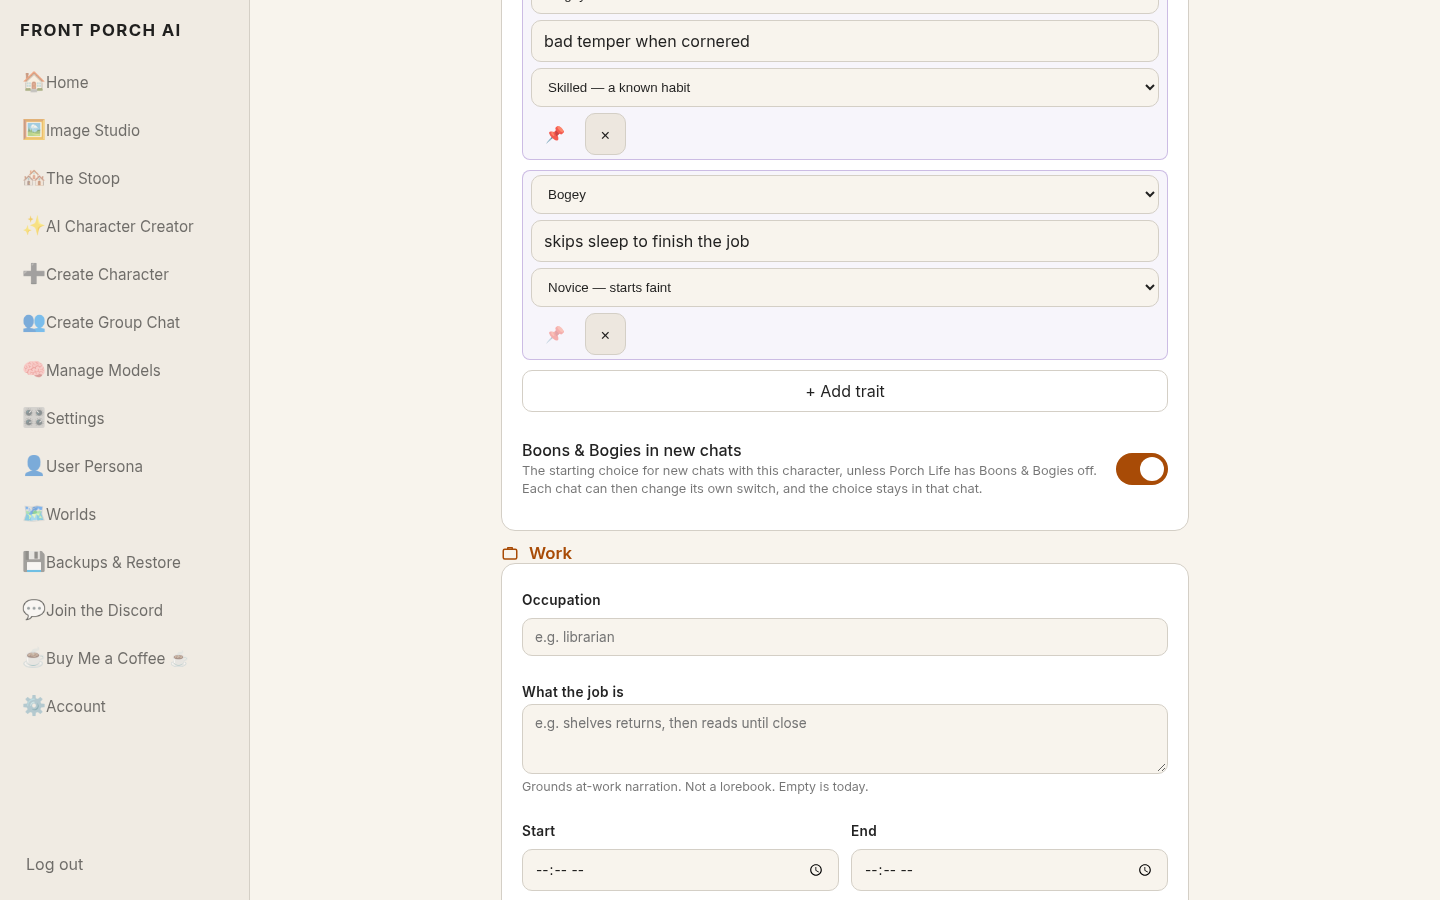 FRONT PORCH AI
Home
Image Studio
The Stoop
AI Character Creator
Create Character
Create Group Chat
Manage Models
Settings
User Persona
Worlds
Backups & Restore
Join the Discord
Buy Me a Coffee ☕
Account
Log out
bad temper when cornered
Skilled — a known habit
×
Bogey
skips sleep to finish the job
Novice — starts faint
×
+ Add trait
Boons & Bogies in new chats
The starting choice for new chats with this character, unless Porch Life has Boons & Bogies off.
Each chat can then change its own switch, and the choice stays in that chat.
Work
Occupation
e.g. librarian
What the job is
e.g. shelves returns, then reads until close
Grounds at-work narration. Not a lorebook. Empty is today.
Start
End
--:-- --
--:-- --